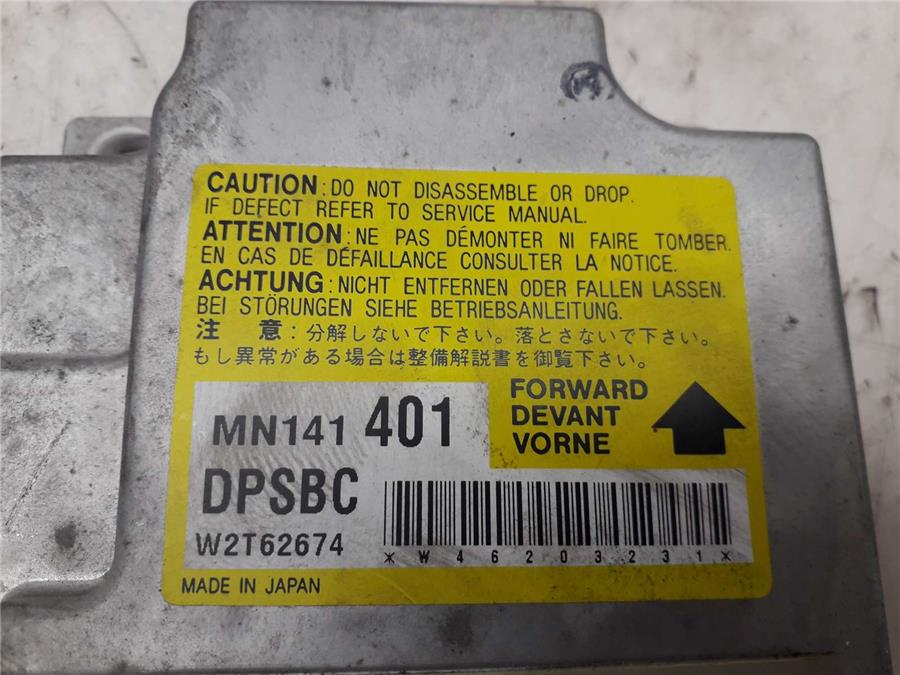 CAUTION : DO NOT DISASSEMBLE OR DROP.
IF DEFECT REFER TO SERVICE MANUAL.
ATTENTION : NE PAS DÉMONTER NI FAIRE TOMBER.
EN CAS DE DÉFAILLANCE CONSULTER LA NOTICE.
ACHTUNG : NICHT ENTFERNEN ODER FALLEN LASSEN.
BEI STÖRUNGEN SIEHE BETRIEBSANLEITUNG.
注 意 : 分解しないで下さい。落とさないで下さい。
もし異常がある場合は整備解説書を御覧下さい。
FORWARD
DEVANT
VORNE
MN141 401
DPSBC
W2T62674
*W46203231*
MADE IN JAPAN